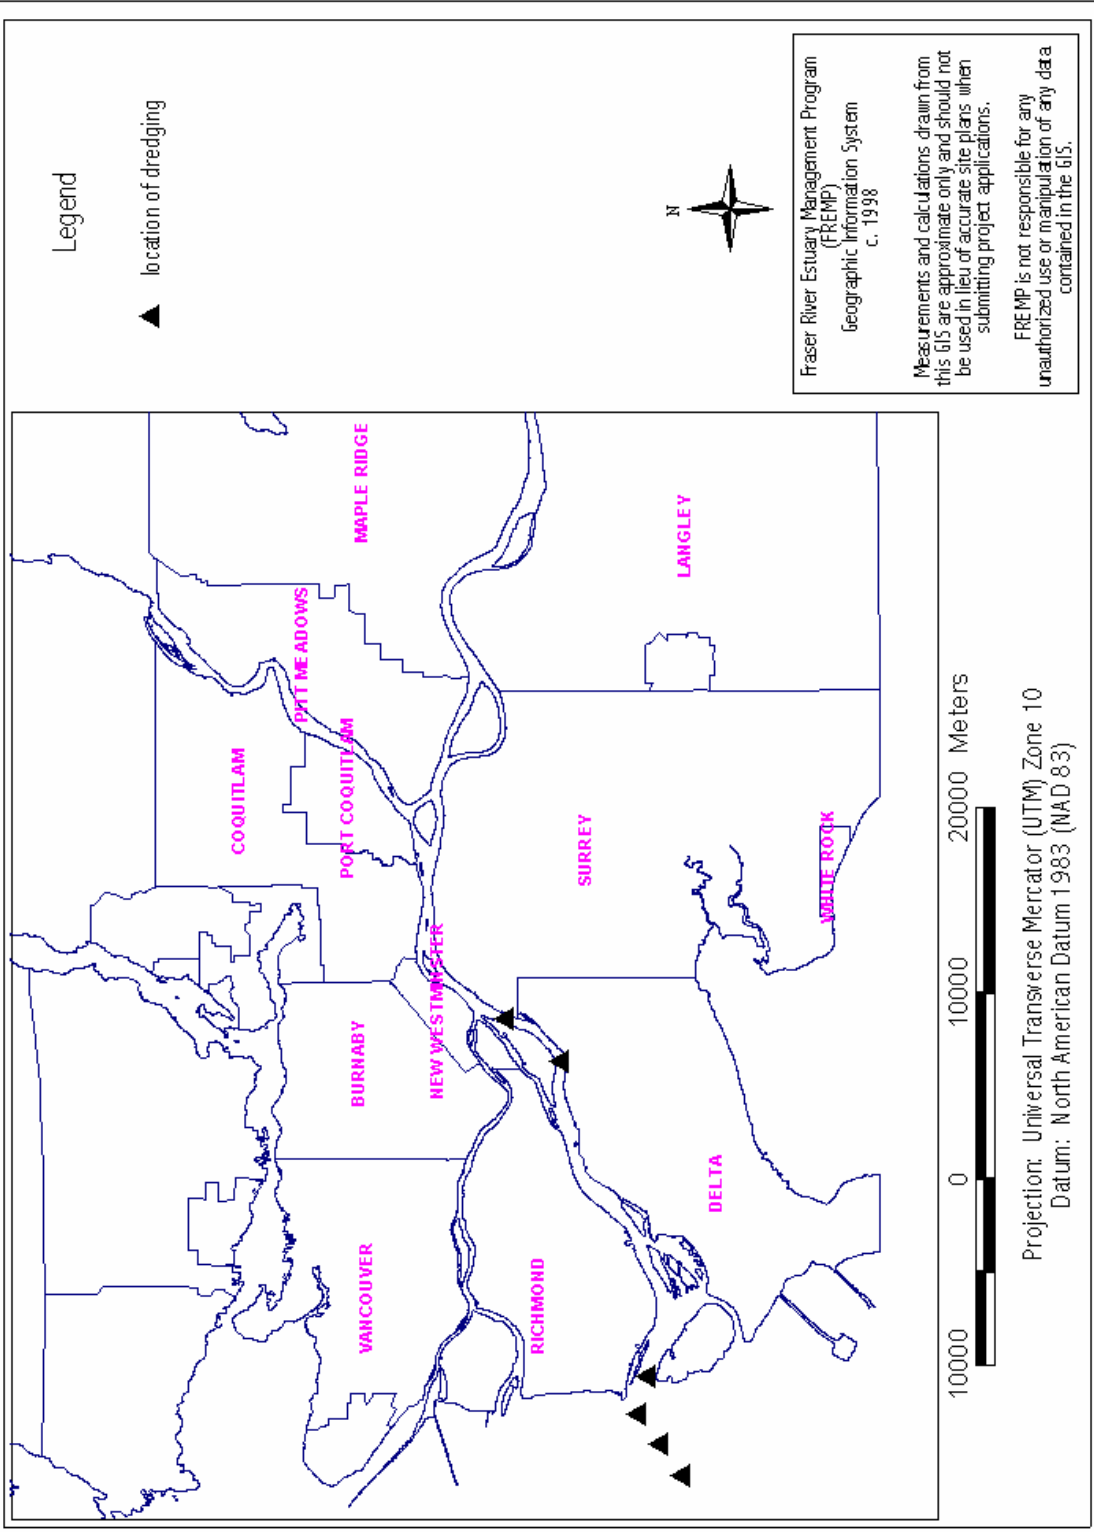 Legend
location of dredging
N
Fraser River Estuary Management Program
(FREMP)
Geographic Information System
c. 1998
Measurements and calculations drawn from
this GIS are approximate only and should not
be used in lieu of accurate site plans when
submitting project applications.
FREMP is not responsible for any
unauthorized use or manipulation of any data
contained in the GIS.
MAPLE RIDGE
PITT MEADOWS
COQUITLAM
PORT COQUITLAM
LANGLEY
SURREY
WHITE ROCK
NEW WESTMINSTER
BURNABY
DELTA
VANCOUVER
RICHMOND
10000 0 10000 20000 Meters
Projection: Universal Transverse Mercator (UTM) Zone 10
Datum: North American Datum 1983 (NAD 83)